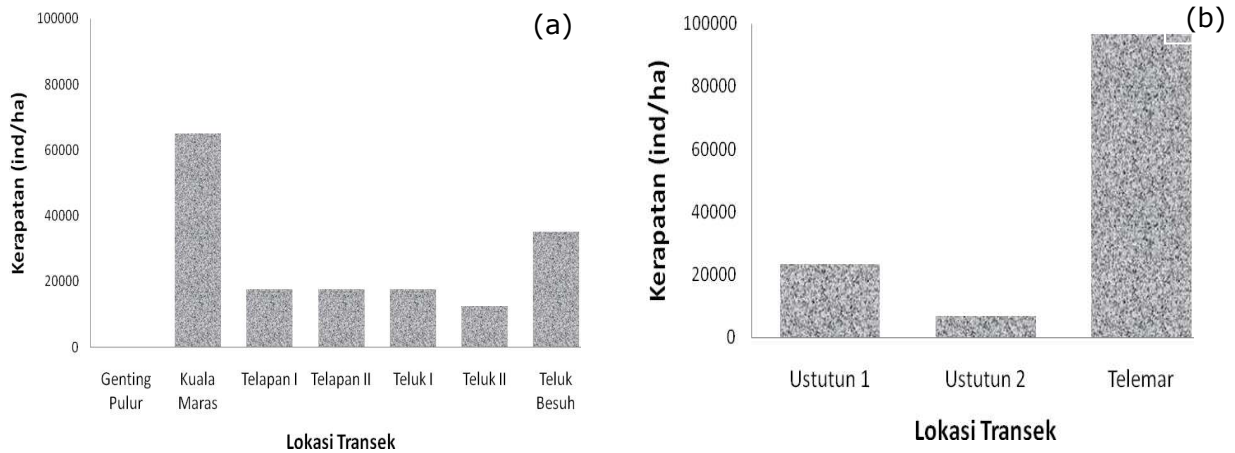 (a)
100000
80000
60000
40000
20000
0
Kerapatan (ind/ha)
Genting Pulur
Kuala Maras
Telapan I
Telapan II
Teluk I
Teluk II
Teluk Besuh
Lokasi Transek
(b)
100000
80000
60000
40000
20000
0
Kerapatan (ind/ha)
Ustutun 1
Ustutun 2
Telemar
Lokasi Transek